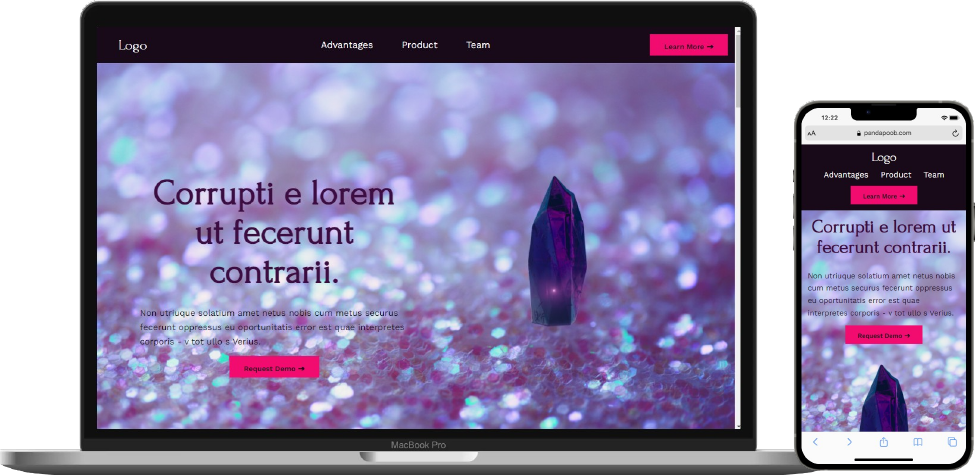 Logo
Advantages Product Team
Learn More →
Corrupti e lorem
ut fecerunt
contrarii.
Non utriuque solatium amet netus nobis cum metus securus
fecerunt oppressus eu oportunitatis error est quae interpretes
corporis - v tot ullo s Verius.
Request Demo →
MacBook Pro
12:22
AA pandapoob.com
Logo
Advantages Product Team
Learn More →
Corrupti e lorem ut
fecerunt contrarii.
Non utriuque solatium amet netus nobis
cum metus securus fecerunt oppressus
eu oportunitatis error est quae
interpretes corporis - v tot ullo s Verius.
Request Demo →